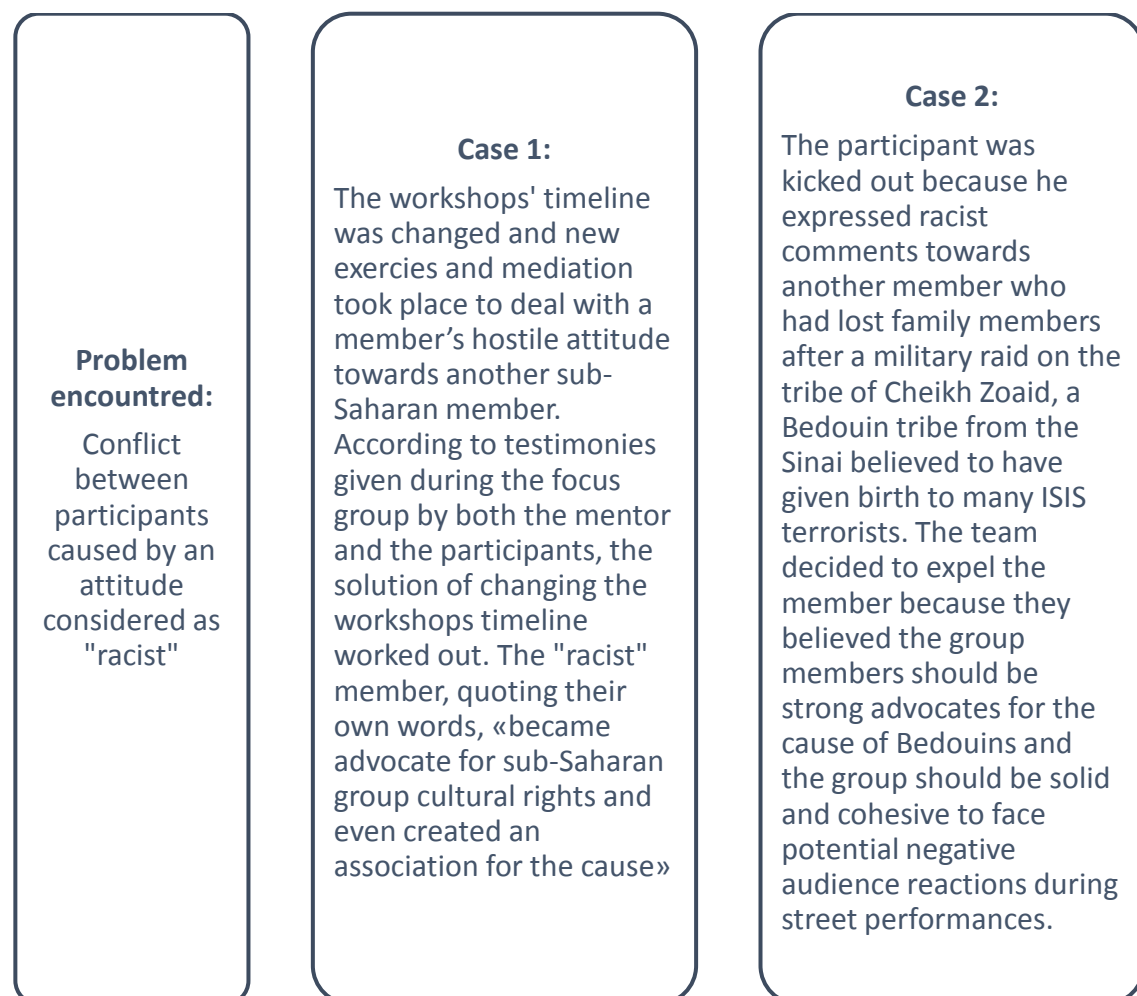 Problem
encountred:
Conflict
between
participants
caused by an
attitude
considered as
"racist"
Case 1:
The workshops' timeline
was changed and new
exercies and mediation
took place to deal with a
member’s hostile attitude
towards another sub-
Saharan member.
According to testimonies
given during the focus
group by both the mentor
and the participants, the
solution of changing the
workshops timeline
worked out. The "racist"
member, quoting their
own words, «became
advocate for sub-Saharan
group cultural rights and
even created an
association for the cause»
Case 2:
The participant was
kicked out because he
expressed racist
comments towards
another member who
had lost family members
after a military raid on the
tribe of Cheikh Zoaid, a
Bedouin tribe from the
Sinai believed to have
given birth to many ISIS
terrorists. The team
decided to expel the
member because they
believed the group
members should be
strong advocates for the
cause of Bedouins and
the group should be solid
and cohesive to face
potential negative
audience reactions during
street performances.